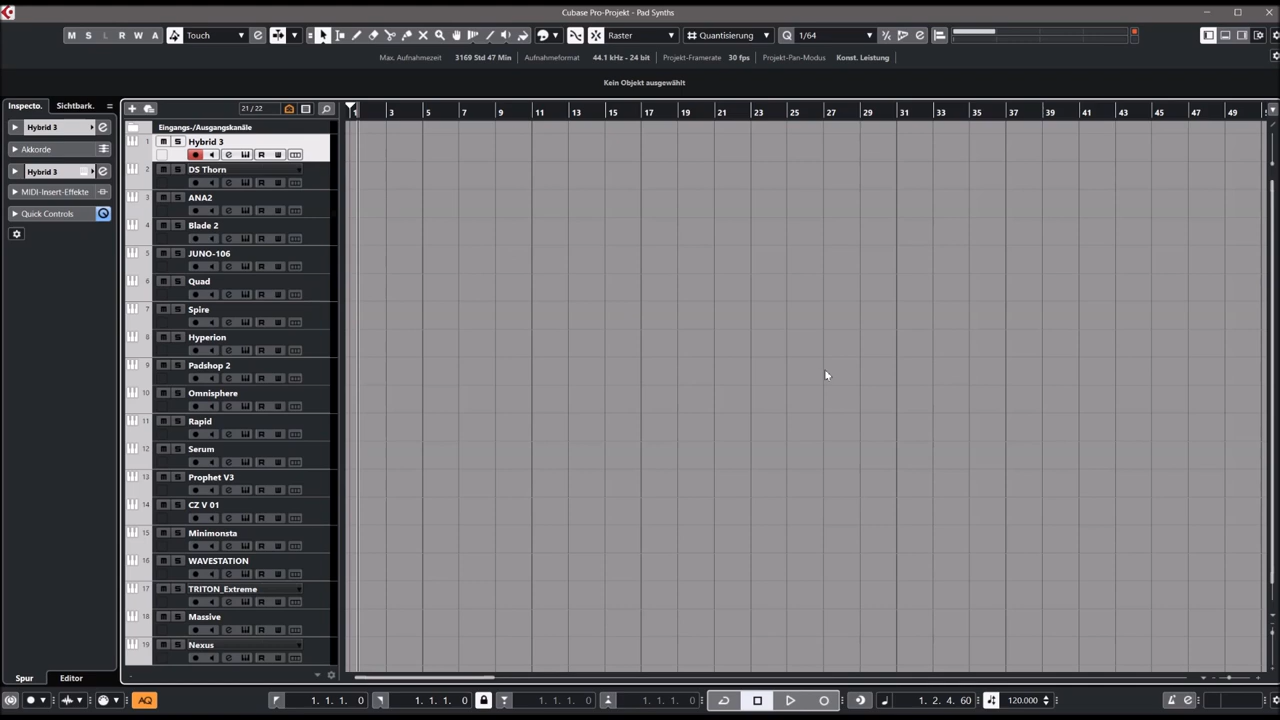 Cubase Pro-Projekt - Pad Synths
M S L R W A Touch Raster Quantisierung Q 1/64
Max. Aufnahmezeit 3169 Std 47 Min Aufnahmeformat 44.1 kHz - 24 bit Projekt-Framerate 30 fps Projekt-Pan-Modus Konst. Leistung
Kein Objekt ausgewählt
Inspecto. Sichtbark. 21 / 22
1 3 5 7 9 11 13 15 17 19 21 23 25 27 29 31 33 35 37 39 41 43 45 47 49
Hybrid 3
Akkorde
Hybrid 3
MIDI-Insert-Effekte
Quick Controls
Eingangs-/Ausgangskanäle
1 M S Hybrid 3
2 M S DS Thorn
3 M S ANA2
4 M S Blade 2
5 M S JUNO-106
6 M S Quad
7 M S Spire
8 M S Hyperion
9 M S Padshop 2
10 M S Omnisphere
11 M S Rapid
12 M S Serum
13 M S Prophet V3
14 M S CZ V 01
15 M S Minimonsta
16 M S WAVESTATION
17 M S TRITON_Extreme
18 M S Massive
19 M S Nexus
Spur Editor
AQ 1. 1. 1. 0 1. 1. 1. 0 1. 1. 1. 0 1. 1. 1. 0 1. 2. 4. 60 120.000